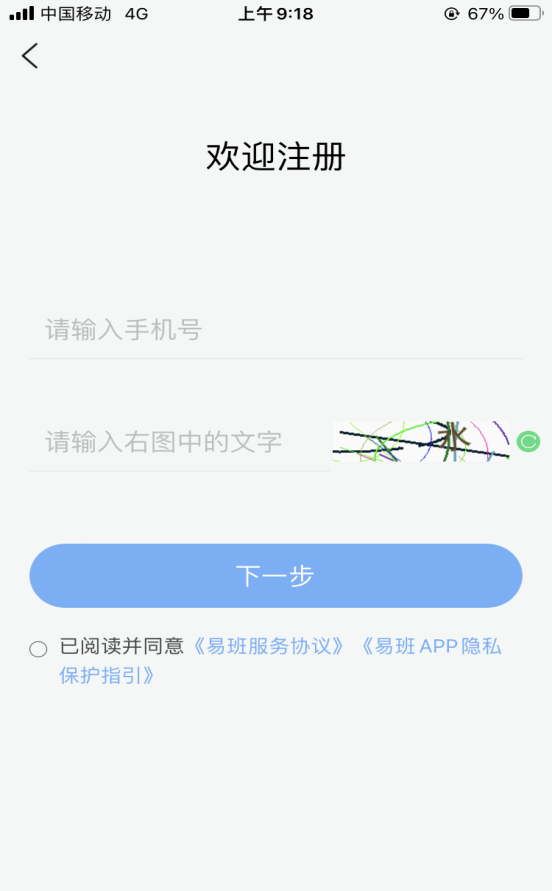 中国移动 4G 上午 9:18 67%
欢迎注册
请输入手机号
请输入右图中的文字
下一步
已阅读并同意《易班服务协议》《易班APP隐私
保护指引》